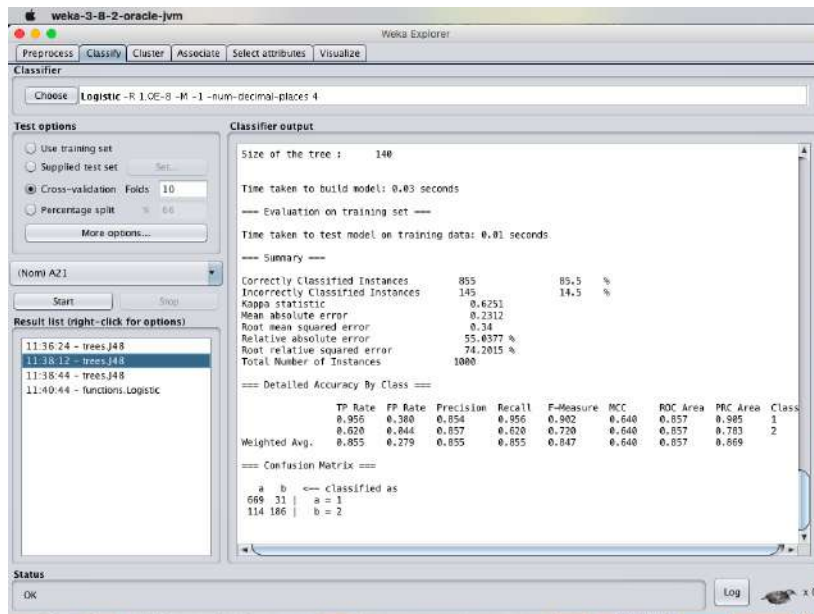 weka-3-8-2-oracle-jvm
Weka Explorer
Preprocess Classify Cluster Associate Select attributes Visualize
Classifier
Choose Logistic -R 1.0E-8 -M -1 -num-decimal-places 4
Test options
Use training set
Supplied test set Set...
Cross-validation Folds 10
Percentage split % 66
More options...
(Nom) A21
Start Stop
Result list (right-click for options)
11:36:24 - trees.J48
11:38:12 - trees.J48
11:38:44 - trees.J48
11:40:44 - functions.Logistic
Classifier output
Size of the tree : 140
Time taken to build model: 0.03 seconds
=== Evaluation on training set ===
Time taken to test model on training data: 0.01 seconds
=== Summary ===
Correctly Classified Instances 855 85.5 %
Incorrectly Classified Instances 145 14.5 %
Kappa statistic 0.6251
Mean absolute error 0.2312
Root mean squared error 0.34
Relative absolute error 55.0377 %
Root relative squared error 74.2015 %
Total Number of Instances 1000
=== Detailed Accuracy By Class ===
TP Rate FP Rate Precision Recall F-Measure MCC ROC Area PRC Area Class
0.956 0.380 0.854 0.956 0.902 0.640 0.857 0.905 1
0.620 0.044 0.857 0.620 0.720 0.640 0.857 0.783 2
Weighted Avg. 0.855 0.279 0.855 0.855 0.847 0.640 0.857 0.869
=== Confusion Matrix ===
a b <-- classified as
669 31 | a = 1
114 186 | b = 2
Status
OK
Log
x